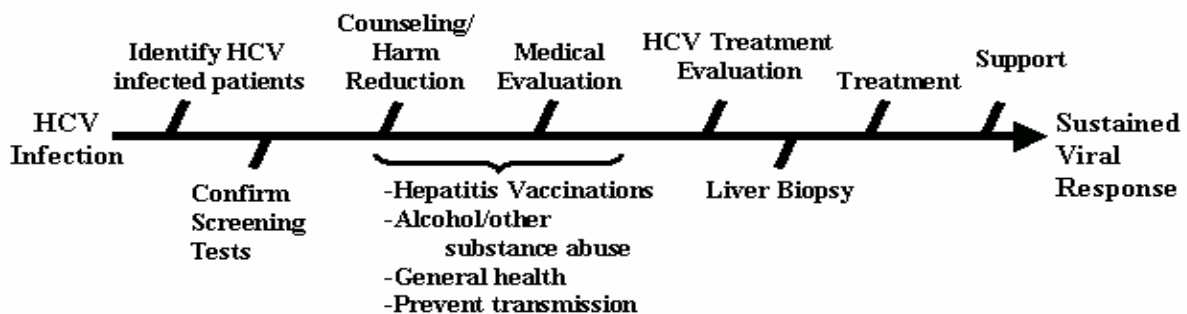 Identify HCV
infected patients
Counseling/
Harm
Reduction
Medical
Evaluation
HCV Treatment
Evaluation
Treatment
Support
HCV
Infection
Sustained
Viral
Response
Confirm
Screening
Tests
-Hepatitis Vaccinations
-Alcohol/other
substance abuse
-General health
-Prevent transmission
Liver Biopsy